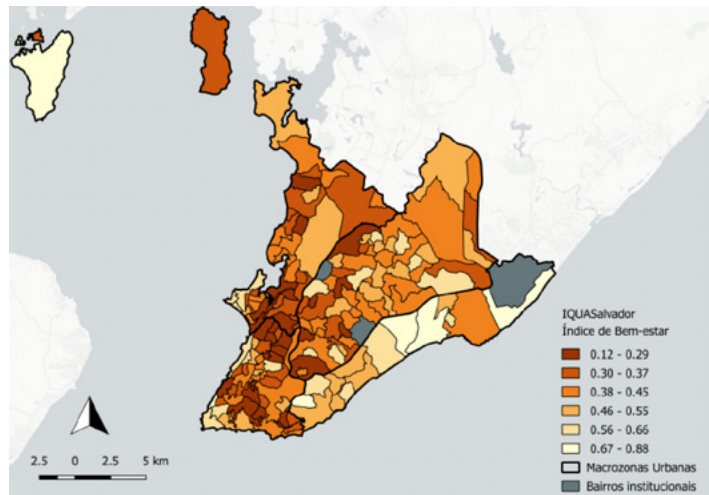 IQUASalvador
Índice de Bem-estar
0.12 - 0.29
0.30 - 0.37
0.38 - 0.45
0.46 - 0.55
0.56 - 0.66
0.67 - 0.88
Macrozonas Urbanas
Bairros institucionais
2.5 0 2.5 5 km